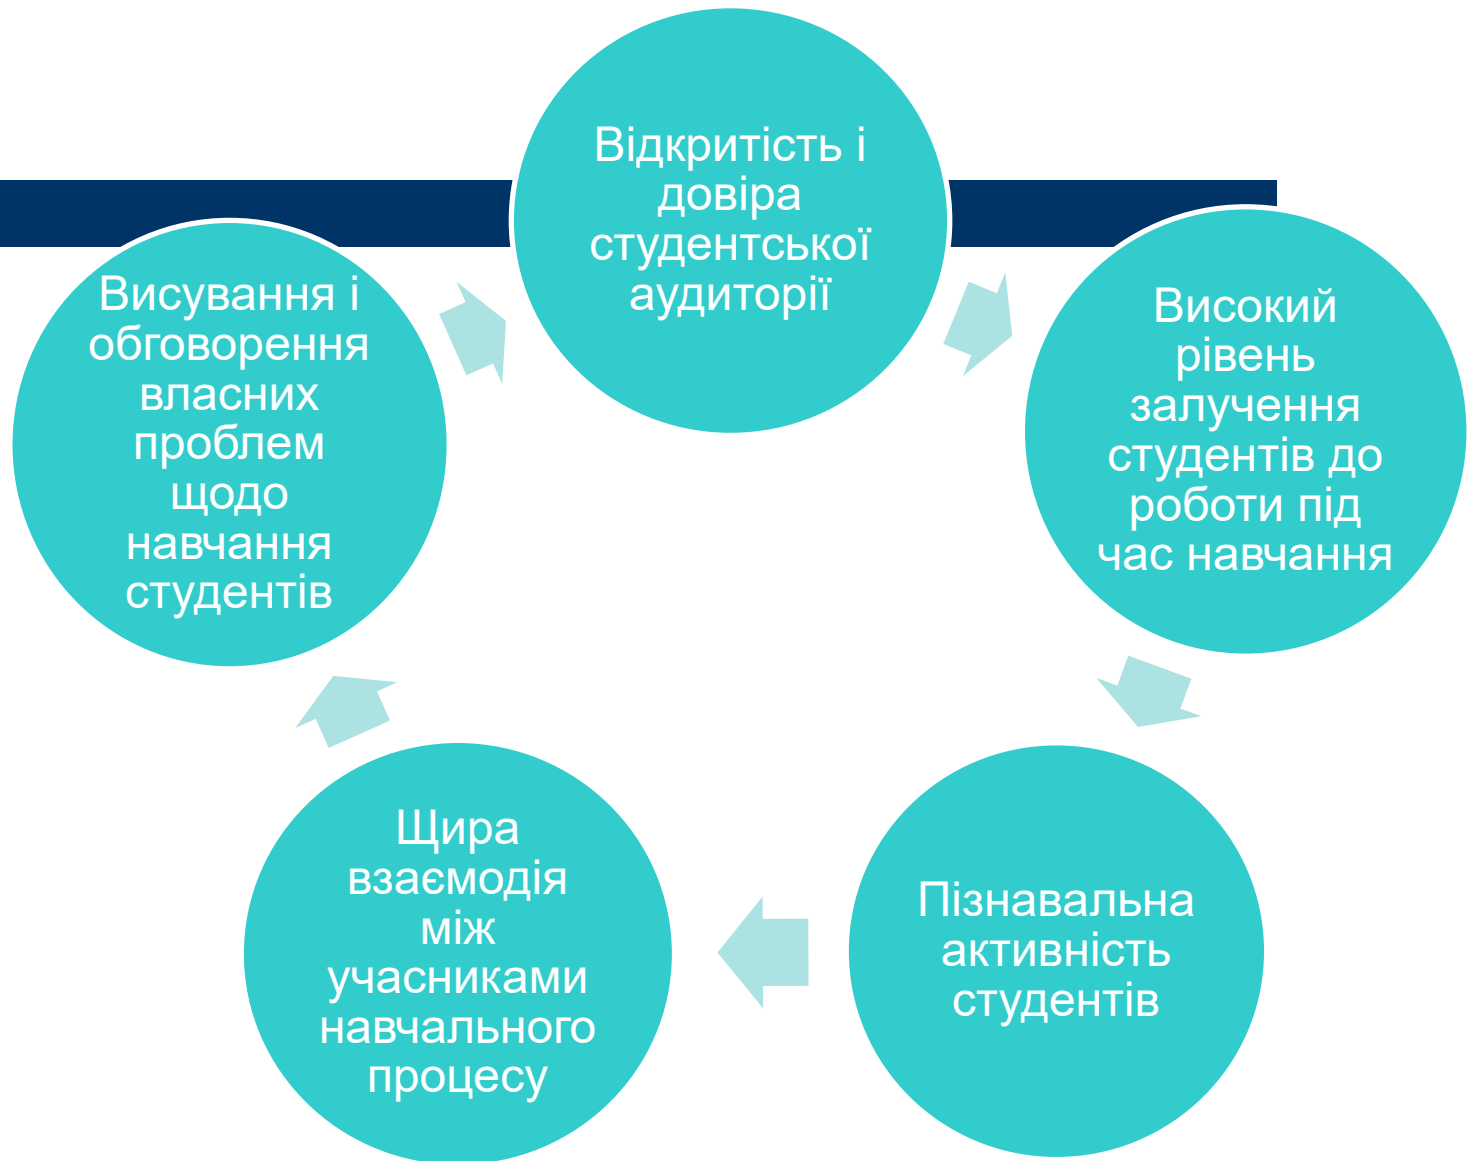 Відкритість і
довіра
студентської
аудиторії
Високий
рівень
залучення
студентів до
роботи під
час навчання
Пізнавальна
активність
студентів
Щира
взаємодія
між
учасниками
навчального
процесу
Висування і
обговорення
власних
проблем
щодо
навчання
студентів